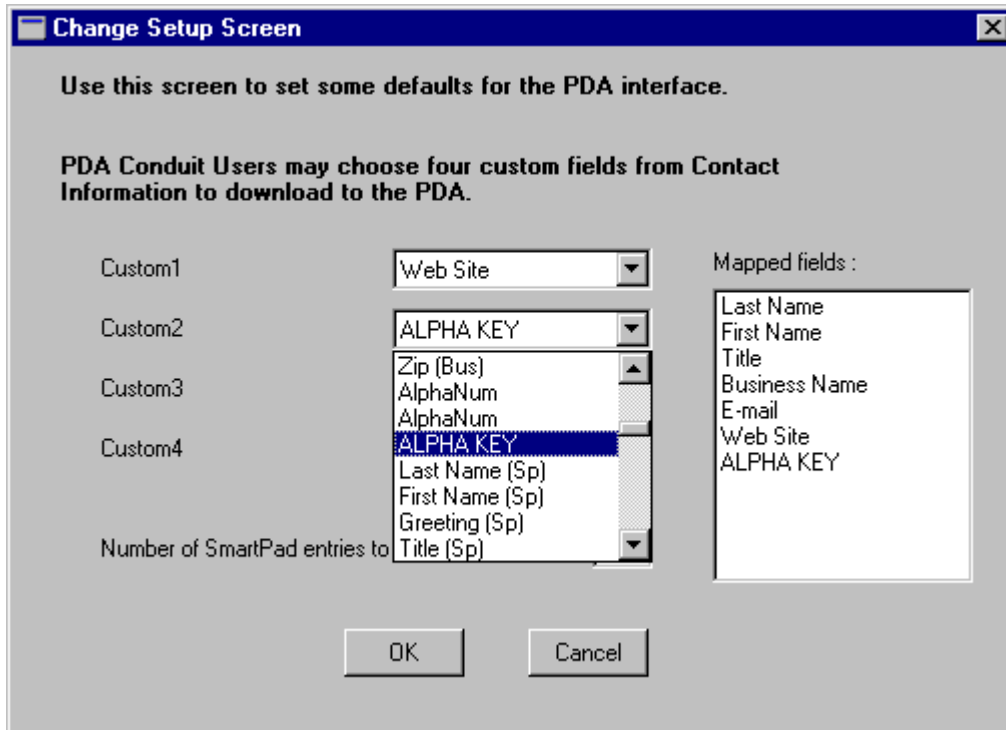 Change Setup Screen
Use this screen to set some defaults for the PDA interface.
PDA Conduit Users may choose four custom fields from Contact
Information to download to the PDA.
Custom1
Web Site
Mapped fields :
Custom2
ALPHA KEY
Custom3
Custom4
Zip (Bus)
AlphaNum
AlphaNum
ALPHA KEY
Last Name (Sp)
First Name (Sp)
Greeting (Sp)
Title (Sp)
Last Name
First Name
Title
Business Name
E-mail
Web Site
ALPHA KEY
Number of SmartPad entries to
OK
Cancel